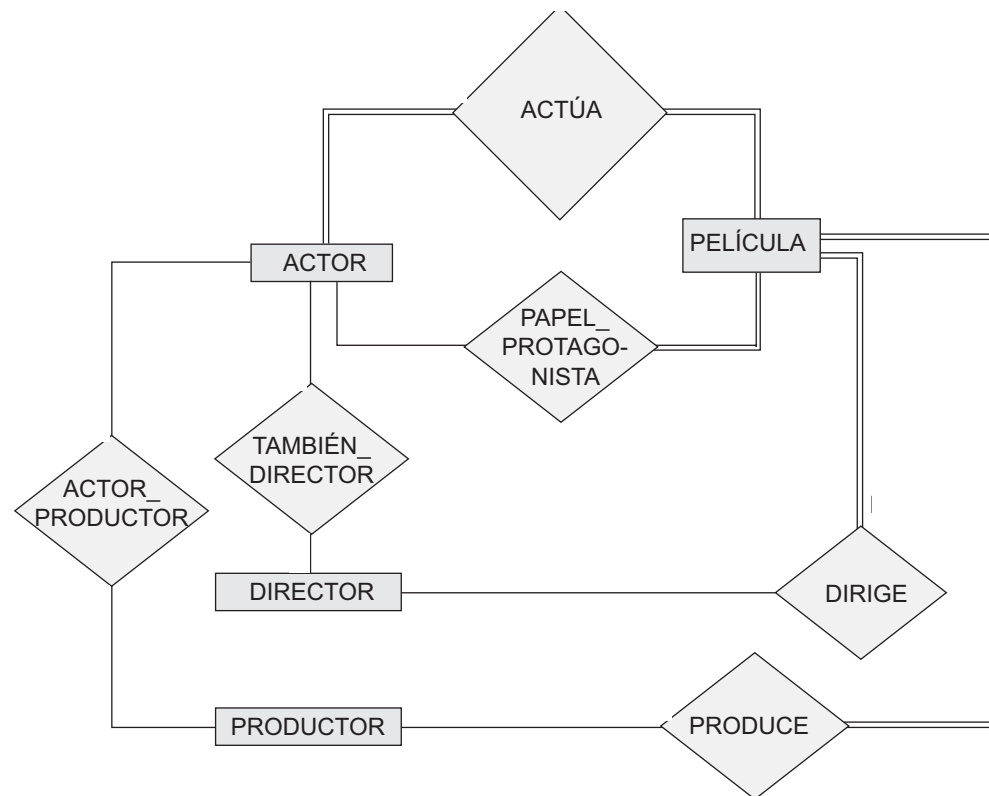 ACTÚA
PELÍCULA
ACTOR
PAPEL_
PROTAGO-
NISTA
TAMBIÉN_
DIRECTOR
ACTOR_
PRODUCTOR
DIRECTOR
DIRIGE
PRODUCTOR
PRODUCE